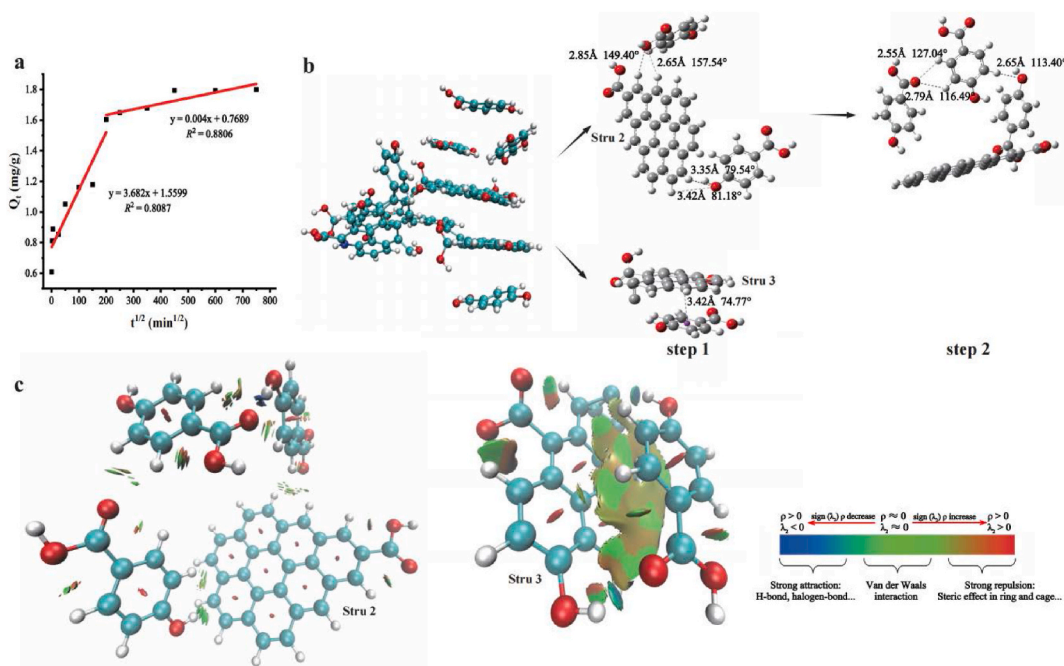 a
Qt (mg/g)
1.8
1.6
1.4
1.2
1.0
0.8
0.6
y = 0.004x + 0.7689
R² = 0.8806
y = 3.682x + 1.5599
R² = 0.8087
0 100 200 300 400 500 600 700 800
t^1/2 (min^1/2)
b
2.85Å 149.40°
2.65Å 157.54°
Stru 2
3.35Å 79.54°
3.42Å 81.18°
Stru 3
3.42Å 74.77°
step 1
2.55Å 127.04°
2.65Å 113.40°
2.79Å 116.49°
step 2
c
Stru 2
Stru 3
ρ > 0 sign (λ₂) ρ decrease ρ ≈ 0 sign (λ₂) ρ increase ρ > 0
λ₂ < 0 λ₂ ≈ 0 λ₂ > 0
Strong attraction: Van der Waals Strong repulsion:
H-bond, halogen-bond... interaction Steric effect in ring and cage...